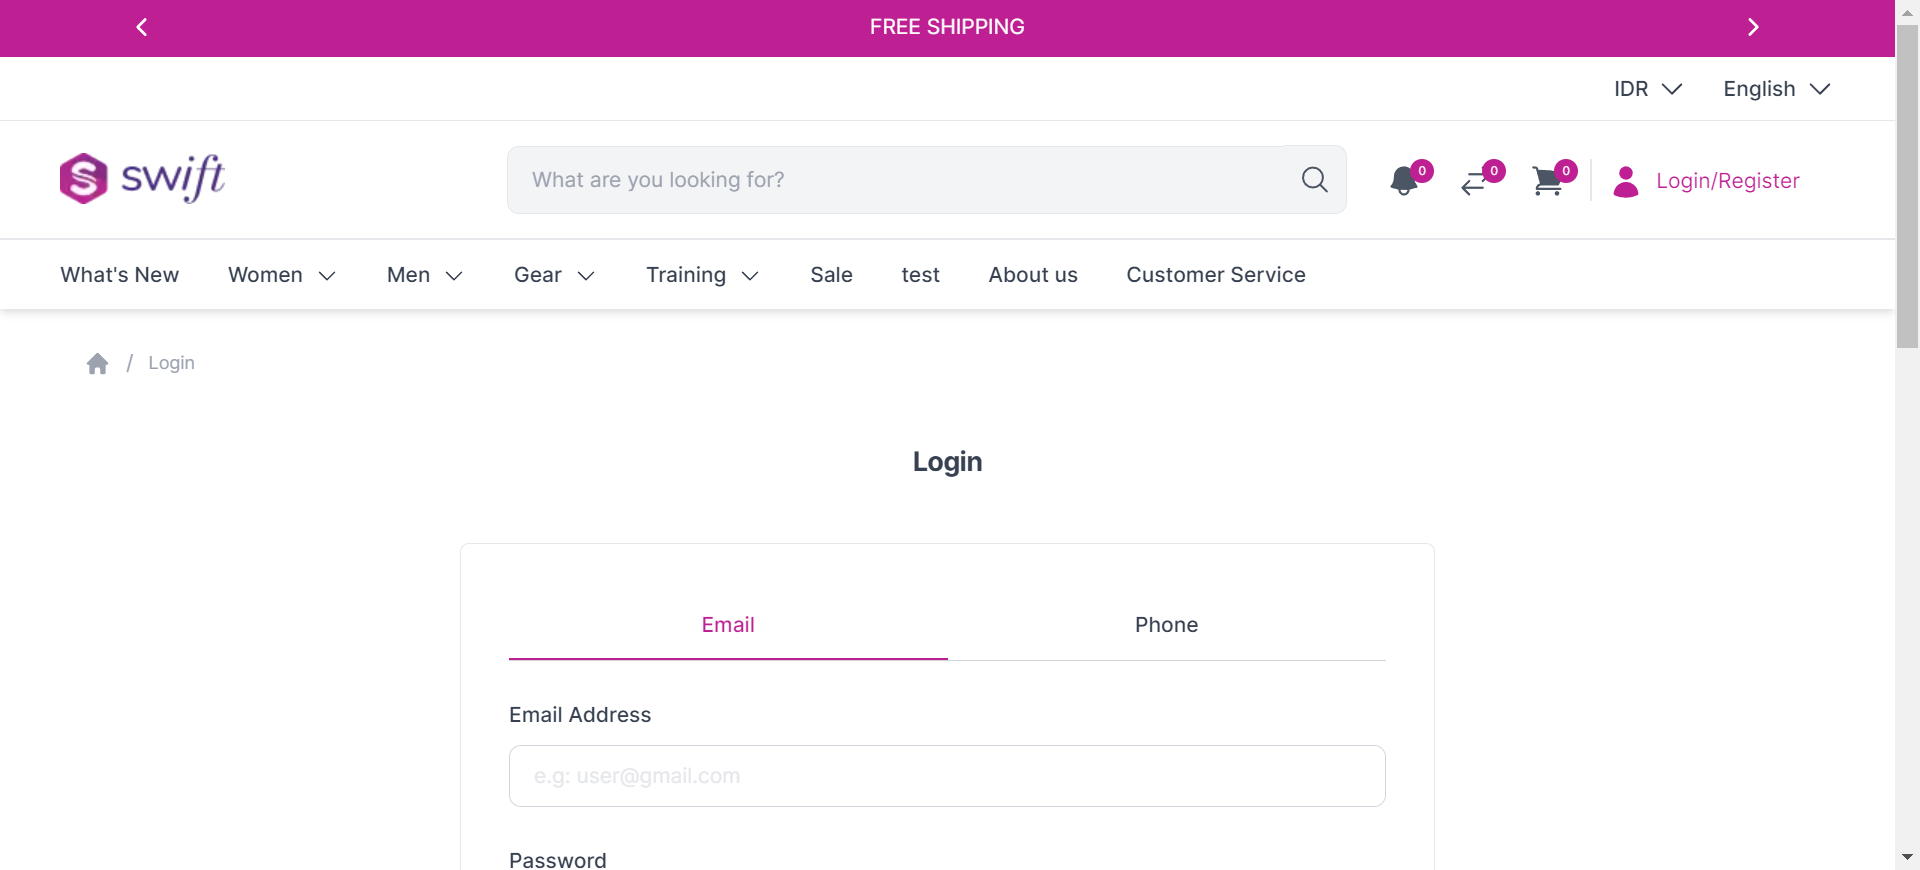 FREE SHIPPING
IDR English
swift
What are you looking for?
0 0 0 Login/Register
What's New Women Men Gear Training Sale test About us Customer Service
/ Login
Login
Email Phone
Email Address
e.g: user@gmail.com
Password